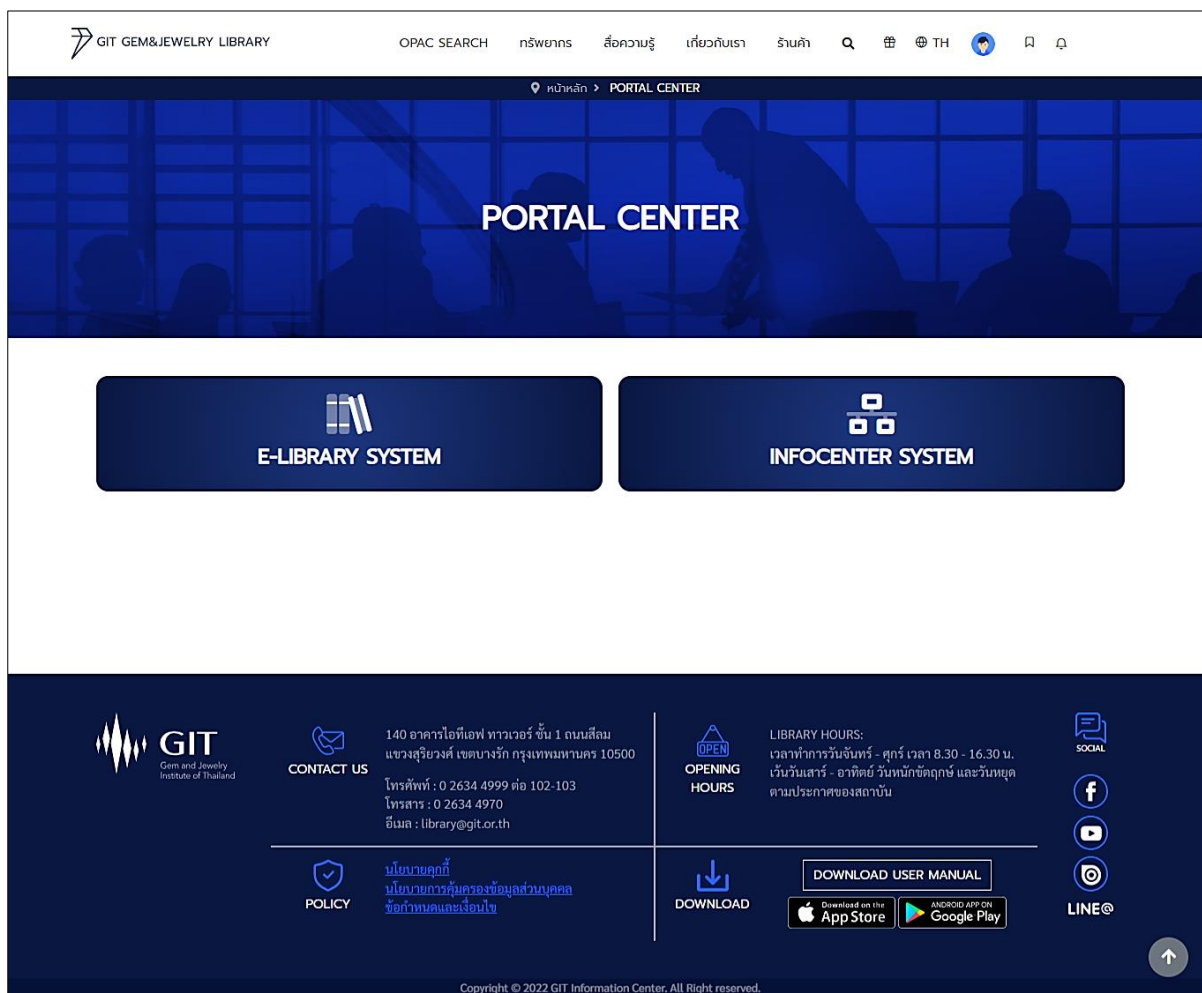 GIT GEM&JEWELRY LIBRARY
OPAC SEARCH ทรัพยากร สื่อความรู้ เกี่ยวกับเรา ร้านค้า TH
หน้าหลัก > PORTAL CENTER
PORTAL CENTER
E-LIBRARY SYSTEM
INFOCENTER SYSTEM
GIT
Gem and Jewelry
Institute of Thailand
CONTACT US
140 อาคารไอทีเอฟ ทาวเวอร์ ชั้น 1 ถนนสีลม
แขวงสุริยวงศ์ เขตบางรัก กรุงเทพมหานคร 10500
โทรศัพท์ : 0 2634 4999 ต่อ 102-103
โทรสาร : 0 2634 4970
อีเมล : library@git.or.th
OPEN
OPENING
HOURS
LIBRARY HOURS:
เวลาทำการวันจันทร์ - ศุกร์ เวลา 8.30 - 16.30 น.
เว้นวันเสาร์ - อาทิตย์ วันหนักขัตฤกษ์ และวันหยุด
ตามประกาศของสถาบัน
SOCIAL
POLICY
นโยบายคุกกี้
นโยบายการคุ้มครองข้อมูลส่วนบุคคล
ข้อกำหนดและเงื่อนไข
DOWNLOAD
DOWNLOAD USER MANUAL
Download on the
App Store
ANDROID APP ON
Google Play
LINE@
Copyright © 2022 GIT Information Center. All Right reserved.